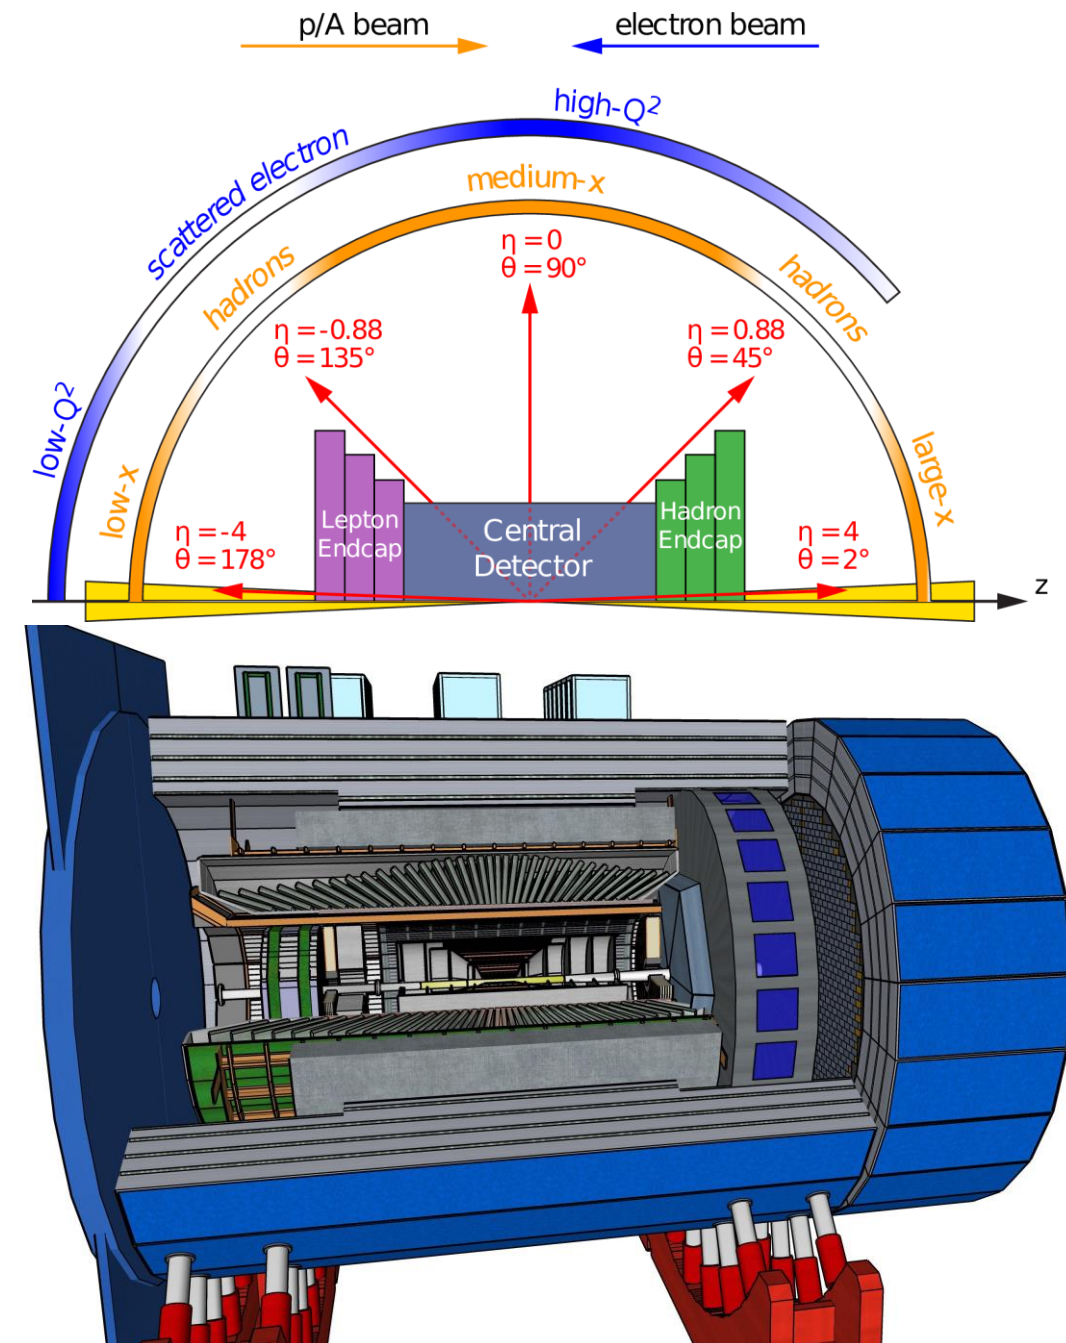 p/A beam
electron beam
high-Q²
scattered electron
medium-x
η = 0
θ = 90°
hadrons
hadrons
η = -0.88
θ = 135°
η = 0.88
θ = 45°
low-Q²
low-x
large-x
Lepton
Endcap
Central
Detector
Hadron
Endcap
η = -4
θ = 178°
η = 4
θ = 2°
z